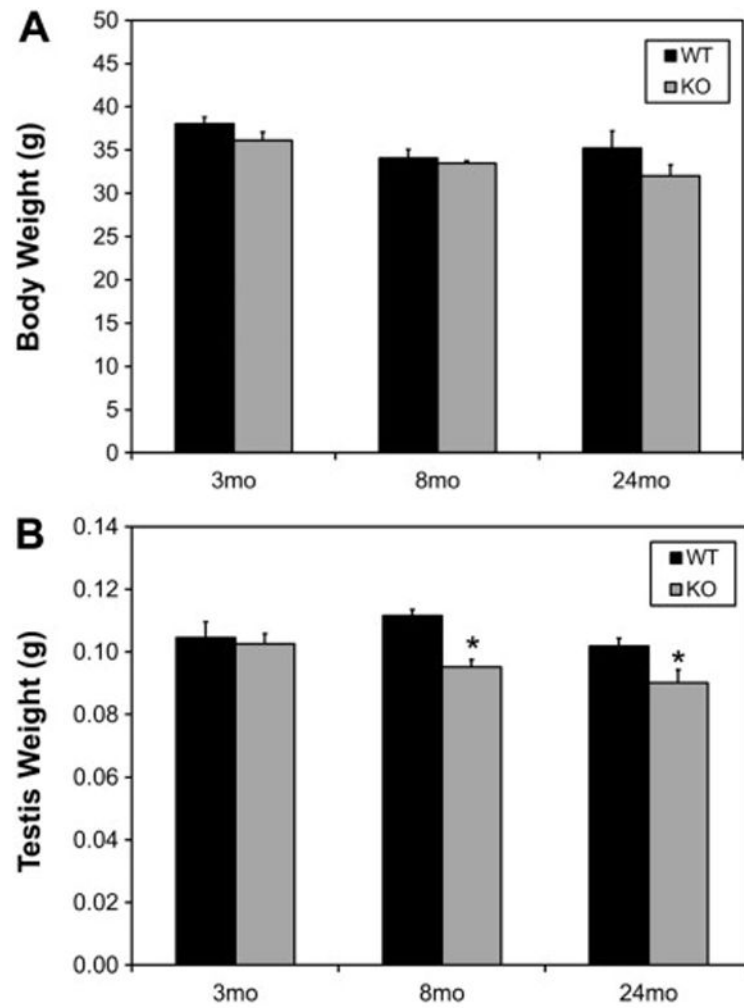 A
Body Weight (g)
50
45
40
35
30
25
20
15
10
5
0
WT
KO
3mo
8mo
24mo
B
Testis Weight (g)
0.14
0.12
0.10
0.08
0.06
0.04
0.02
0.00
WT
KO
*
*
3mo
8mo
24mo